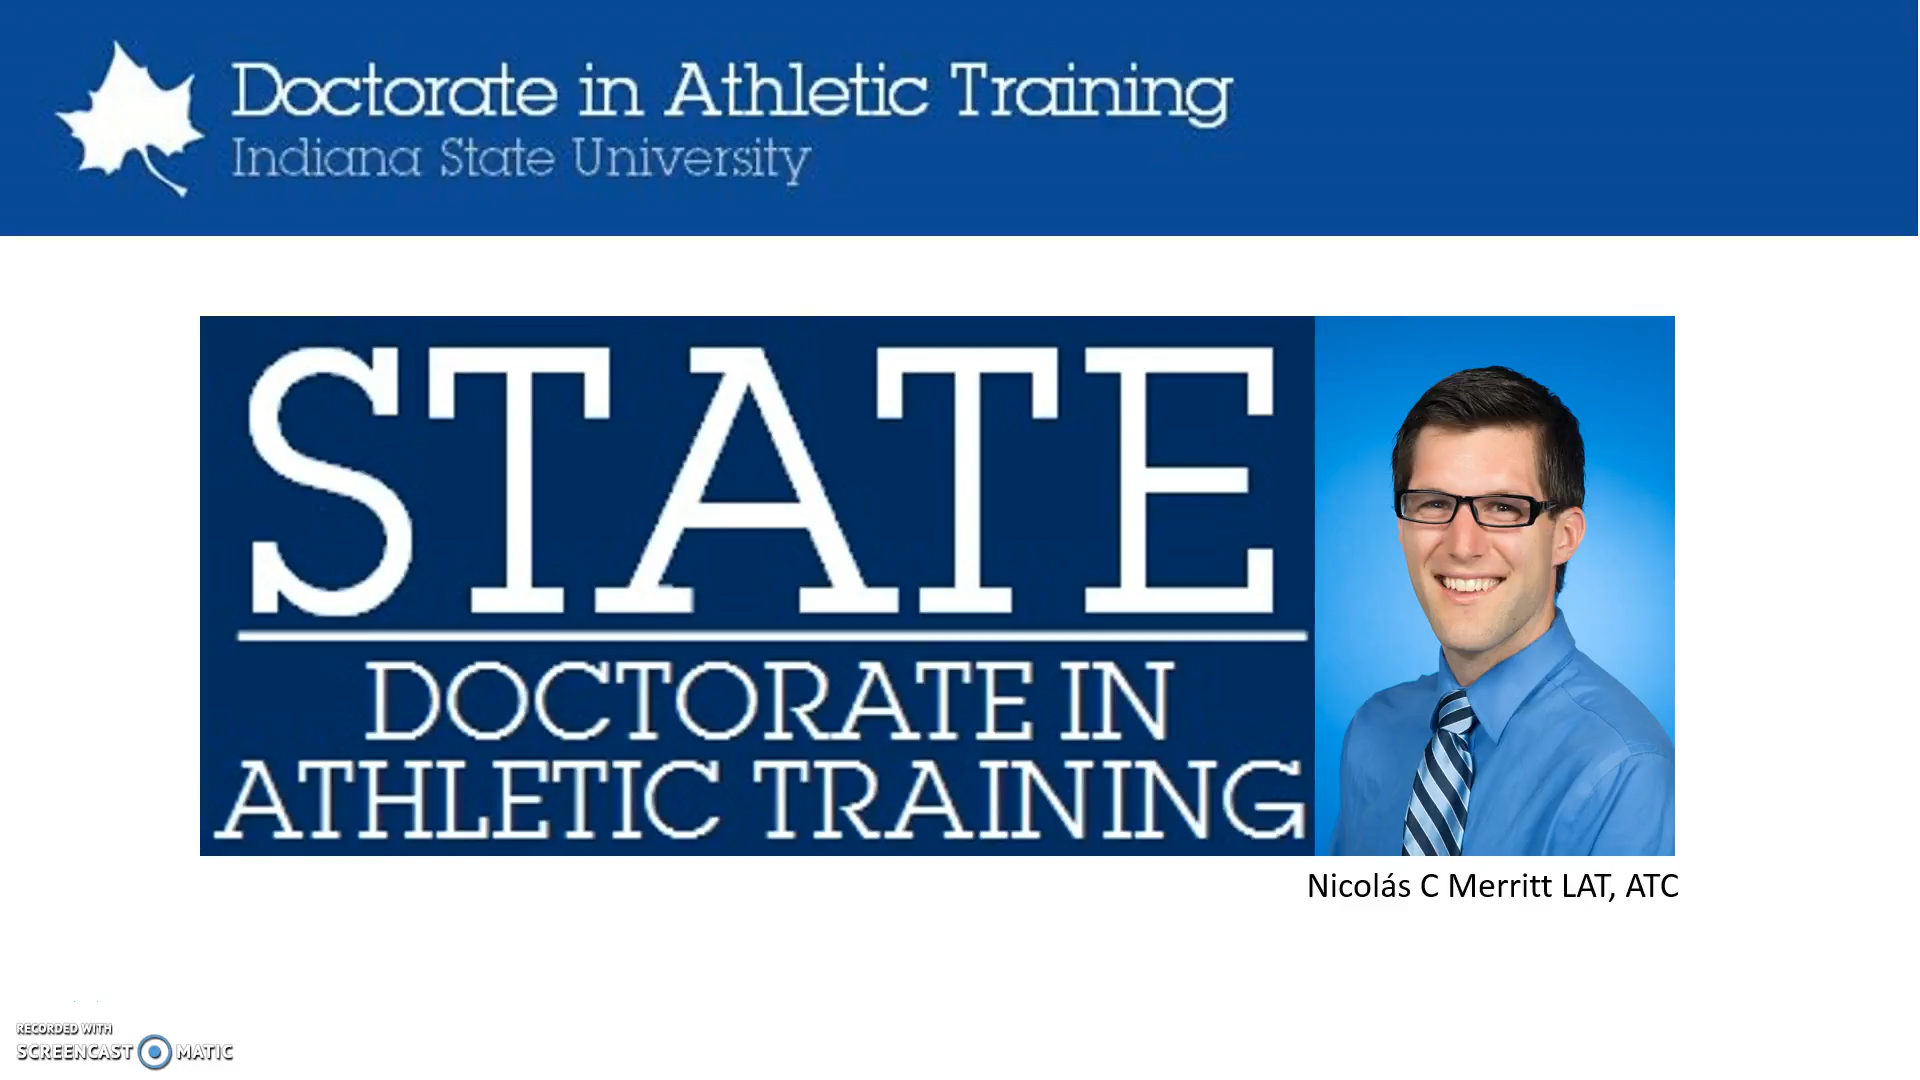 Doctorate in Athletic Training
Indiana State University
STATE
DOCTORATE IN
ATHLETIC TRAINING
Nicolás C Merritt LAT, ATC
RECORDED WITH
SCREENCAST MATIC